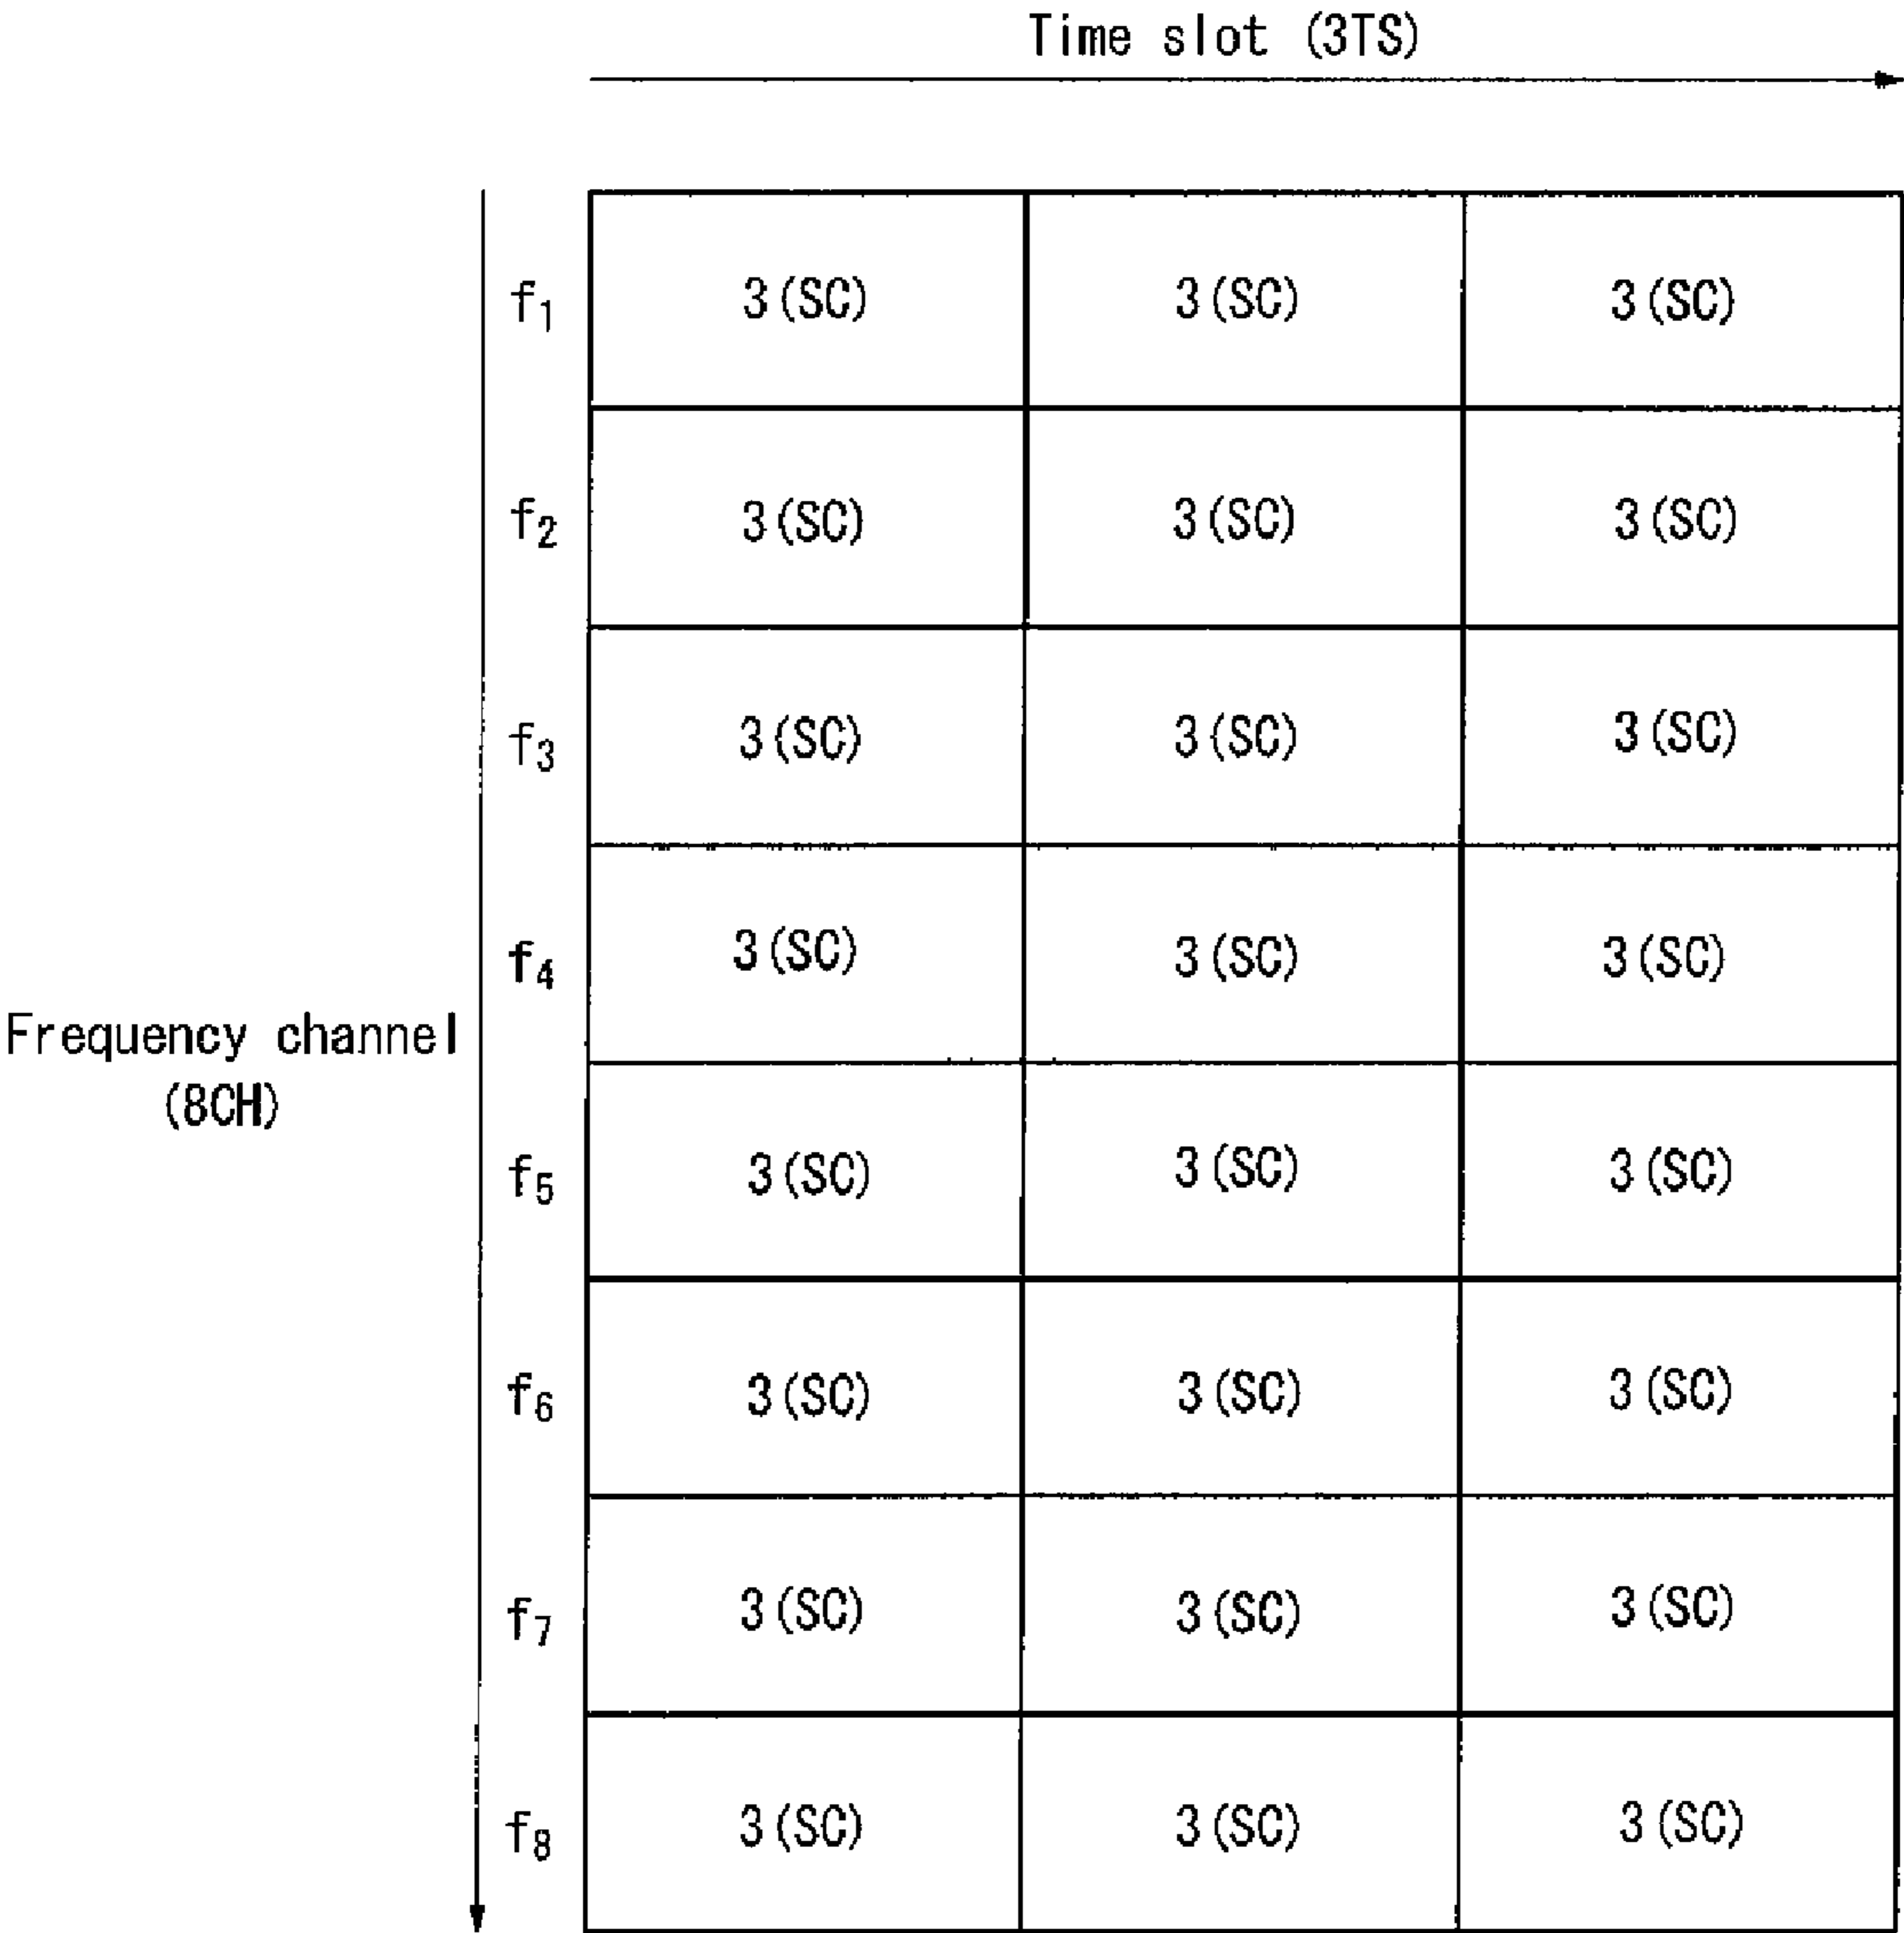 Time slot (3TS)
f1 3(SC) 3(SC) 3(SC)
f2 3(SC) 3(SC) 3(SC)
f3 3(SC) 3(SC) 3(SC)
f4 3(SC) 3(SC) 3(SC)
Frequency channel
(8CH)
f5 3(SC) 3(SC) 3(SC)
f6 3(SC) 3(SC) 3(SC)
f7 3(SC) 3(SC) 3(SC)
f8 3(SC) 3(SC) 3(SC)